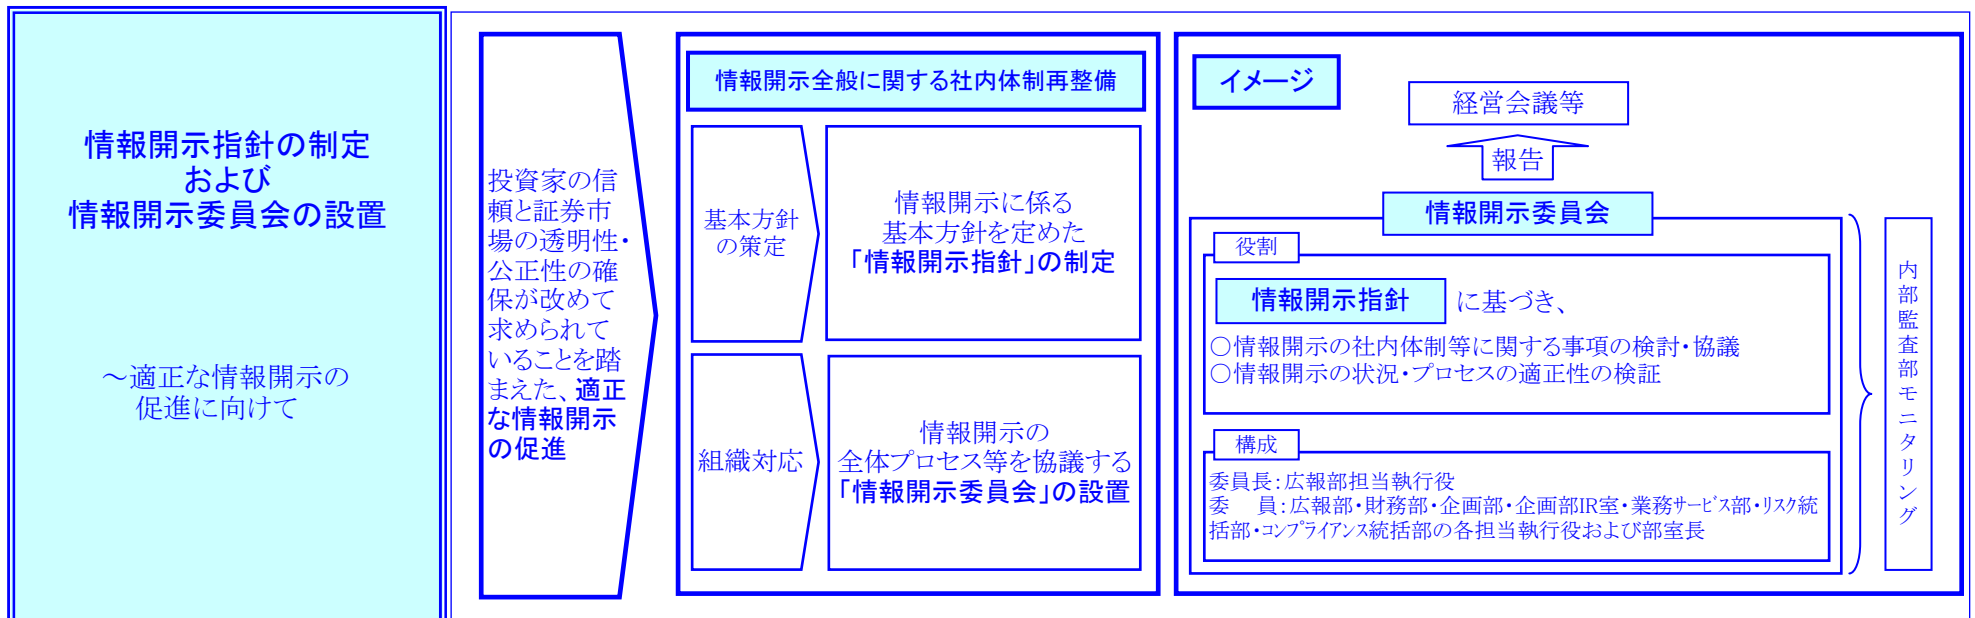 情報開示指針の制定
および
情報開示委員会の設置
～適正な情報開示の
促進に向けて
投資家の信
頼と証券市
場の透明性・
公正性の確
保が改めて
求められて
いることを踏
まえた、適正
な情報開示
の促進
情報開示全般に関する社内体制再整備
基本方針
の策定
情報開示に係る
基本方針を定めた
「情報開示指針」の制定
組織対応
情報開示の
全体プロセス等を協議する
「情報開示委員会」の設置
イメージ
経営会議等
報告
情報開示委員会
役割
情報開示指針 に基づき、
○情報開示の社内体制等に関する事項の検討・協議
○情報開示の状況・プロセスの適正性の検証
構成
委員長：広報部担当執行役
委　員：広報部・財務部・企画部・企画部IR室・業務サービス部・リスク統
括部・コンプライアンス統括部の各担当執行役および部室長
内部監査部モニタリング